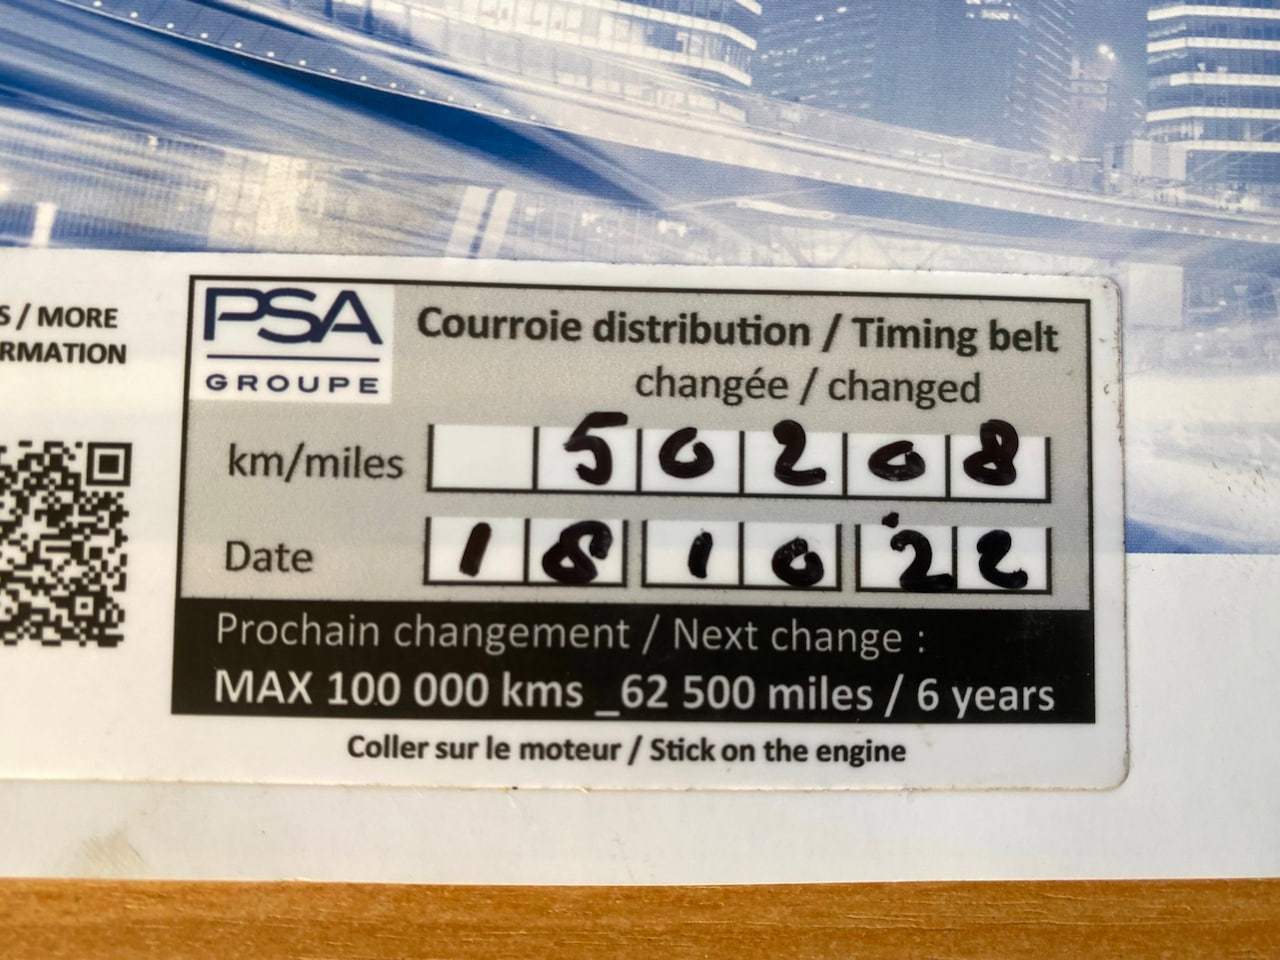 S / MORE
RMATION
PSA
GROUPE
Courroie distribution / Timing belt
changée / changed
km/miles 50208
Date 18 10 22
Prochain changement / Next change :
MAX 100 000 kms _62 500 miles / 6 years
Coller sur le moteur / Stick on the engine